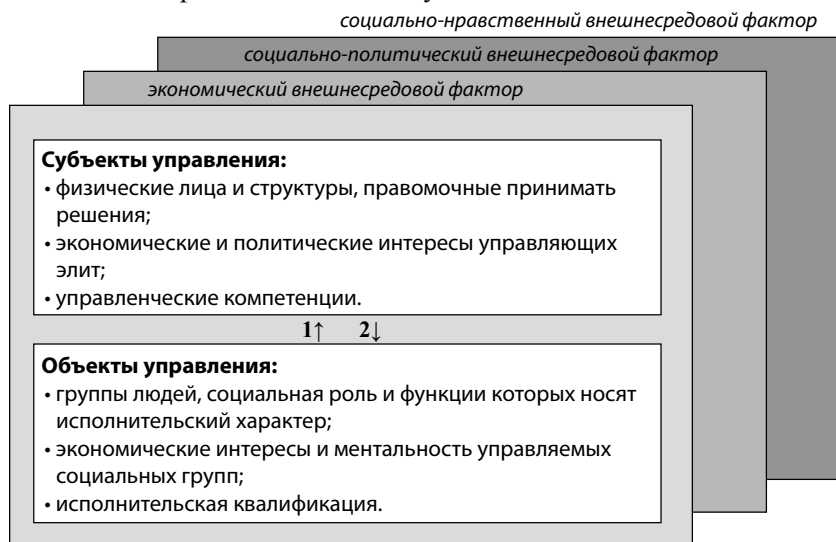 социально-нравственный внешнесредовой фактор
социально-политический внешнесредовой фактор
экономический внешнесредовой фактор
Субъекты управления:
• физические лица и структуры, правомочные принимать
решения;
• экономические и политические интересы управляющих
элит;
• управленческие компетенции.
1↑ 2↓
Объекты управления:
• группы людей, социальная роль и функции которых носят
исполнительский характер;
• экономические интересы и ментальность управляемых
социальных групп;
• исполнительская квалификация.